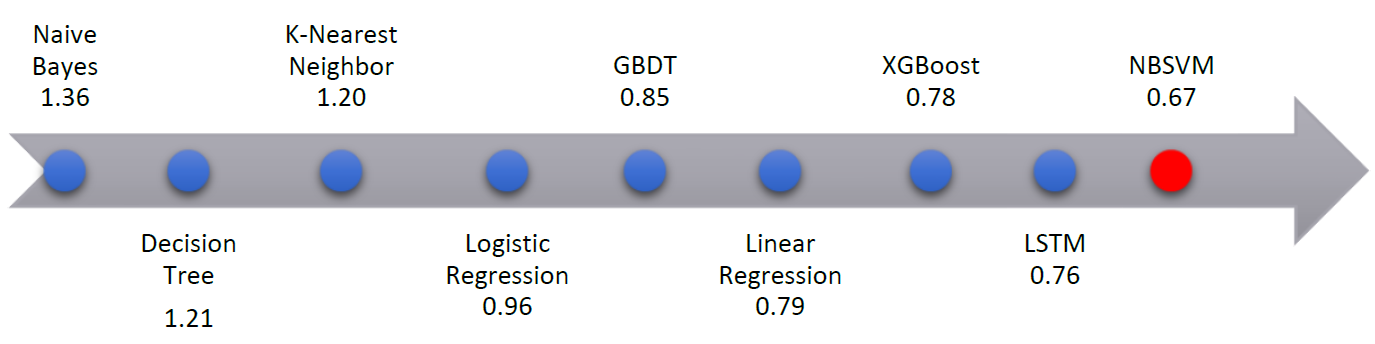 Naive
Bayes
1.36
Decision
Tree
1.21
K-Nearest
Neighbor
1.20
Logistic
Regression
0.96
GBDT
0.85
Linear
Regression
0.79
XGBoost
0.78
LSTM
0.76
NBSVM
0.67